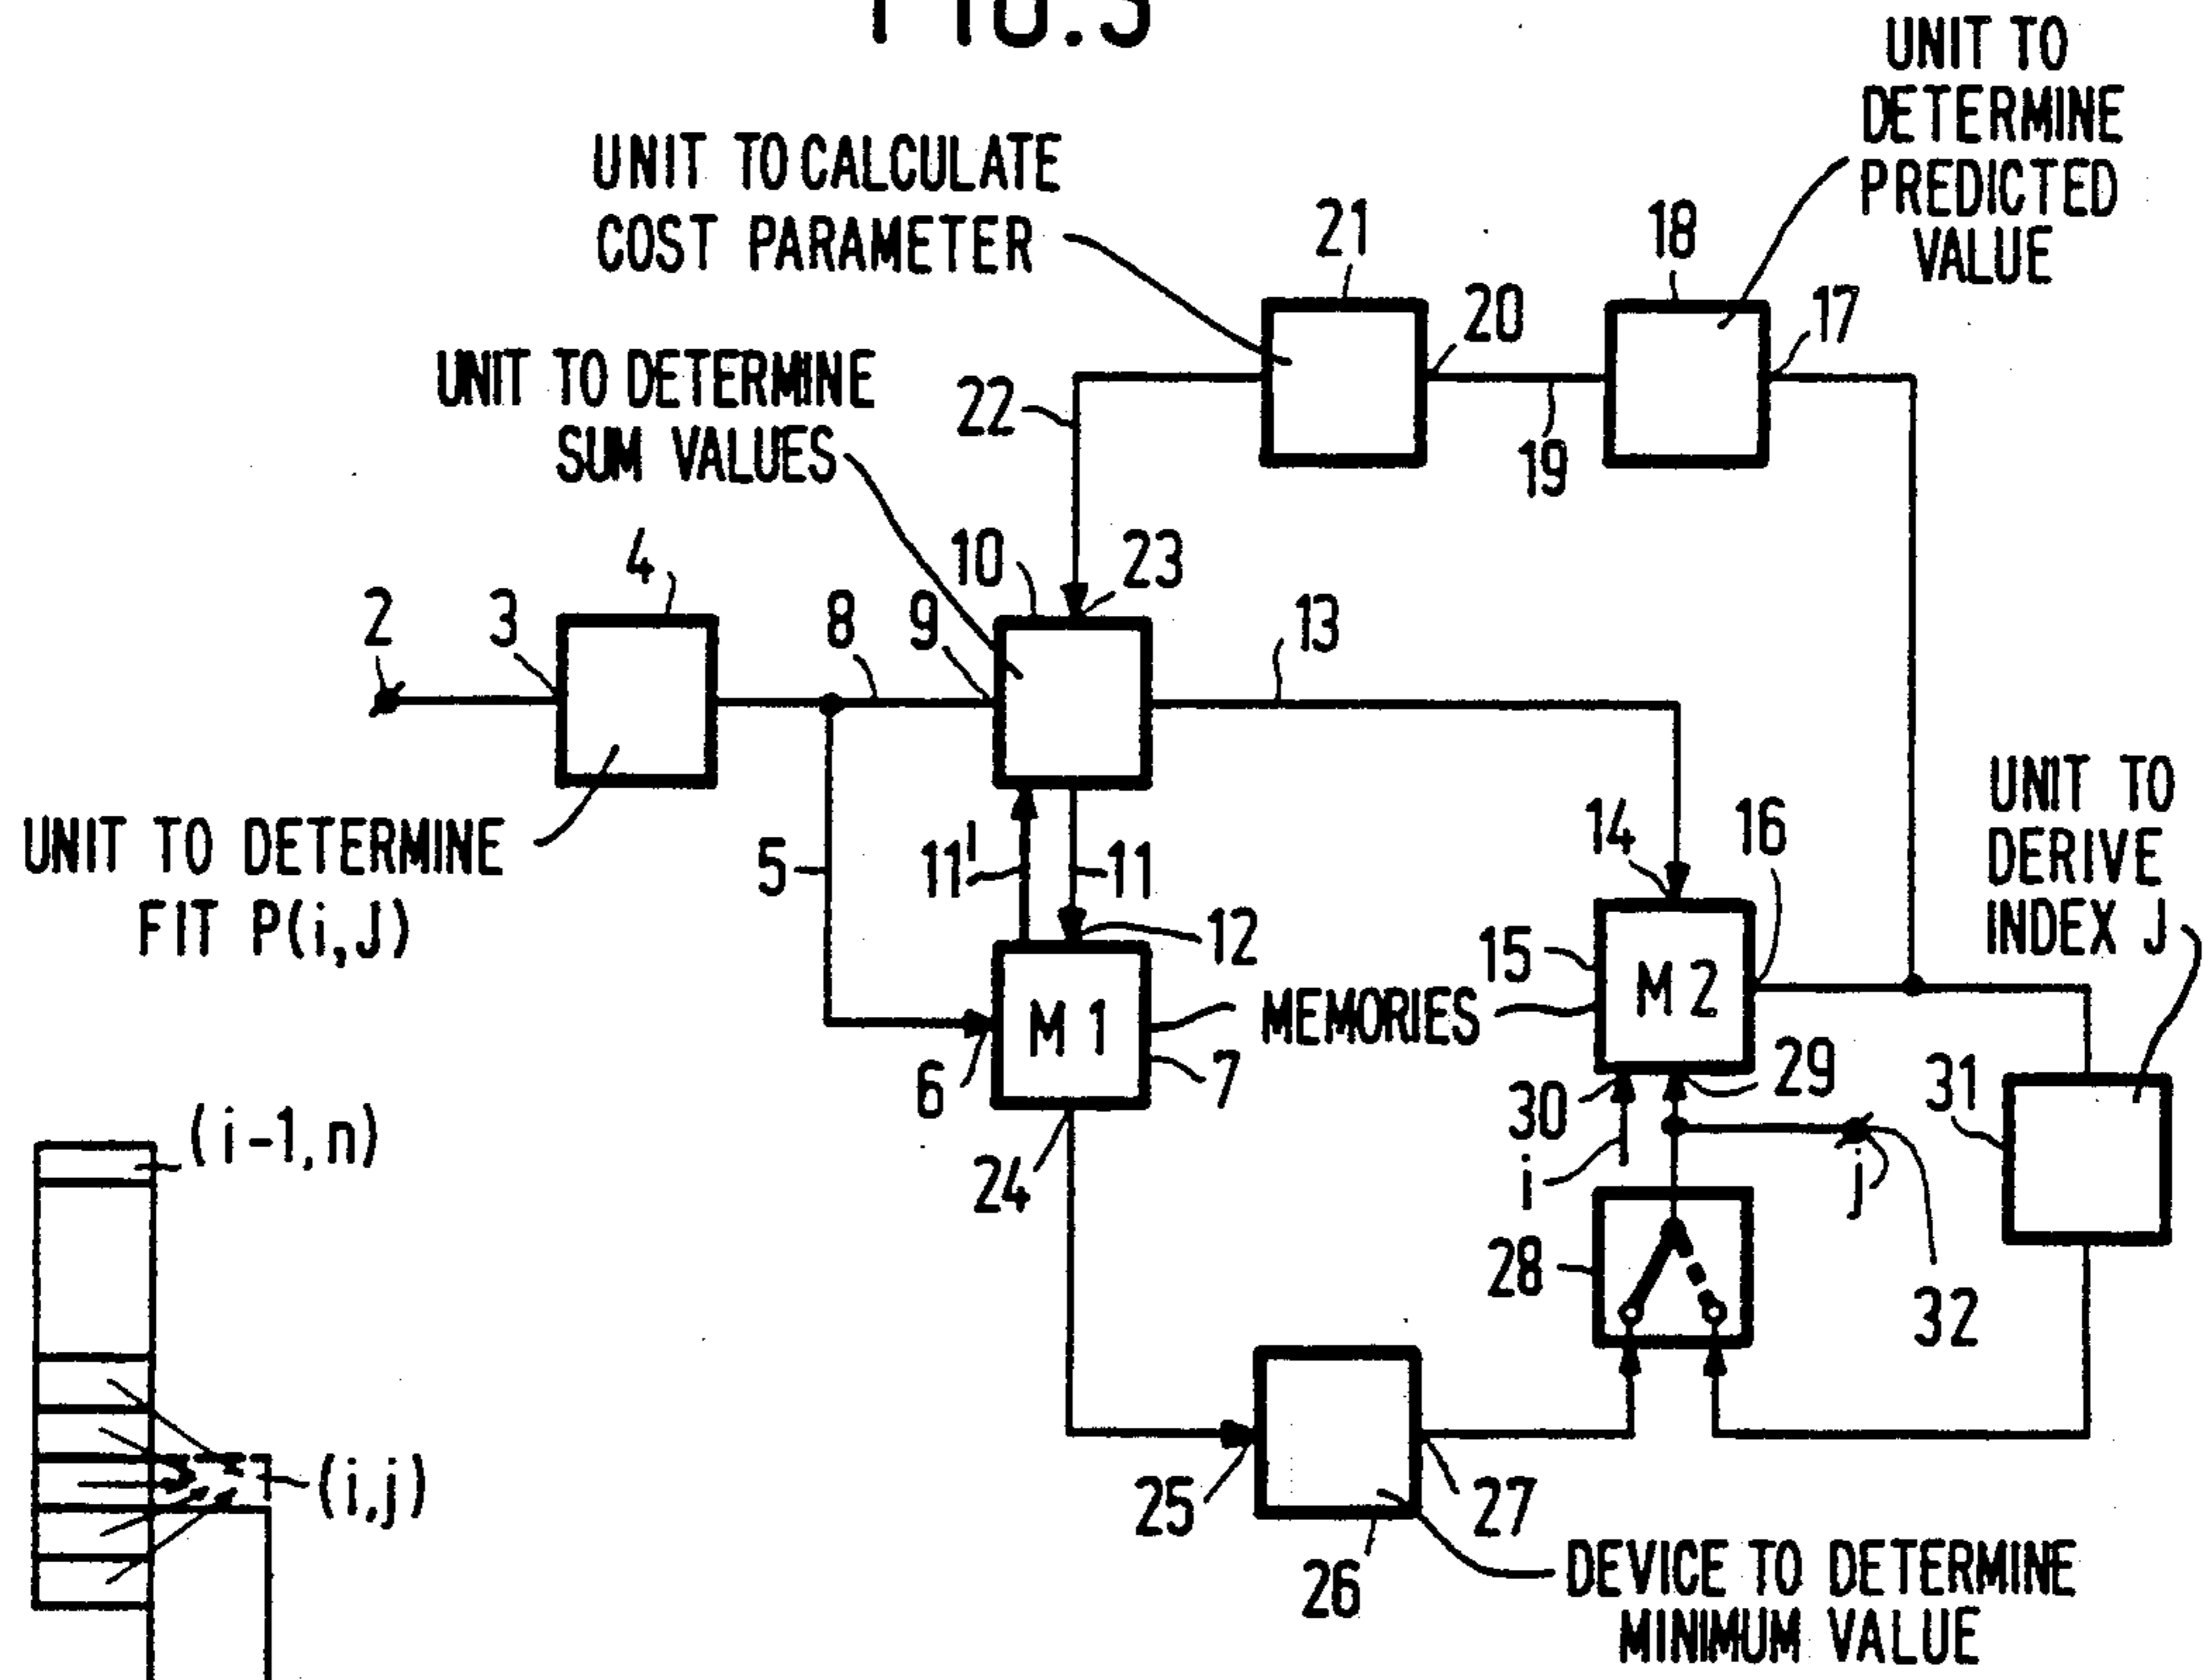 FIG.3
UNIT TO
DETERMINE
PREDICTED
VALUE
UNIT TO CALCULATE
COST PARAMETER
21
18
20
17
UNIT TO DETERMINE
SUM VALUES
22
19
4
10
23
2
3
8
9
13
UNIT TO DETERMINE
FIT P(i,J)
5
11'
11
14
16
UNIT TO
DERIVE
INDEX J
12
15
M 1
MEMORIES
M 2
6
7
30
29
31
(i-1,n)
24
i
j
28
32
(i,j)
25
27
26
DEVICE TO DETERMINE
MINIMUM VALUE